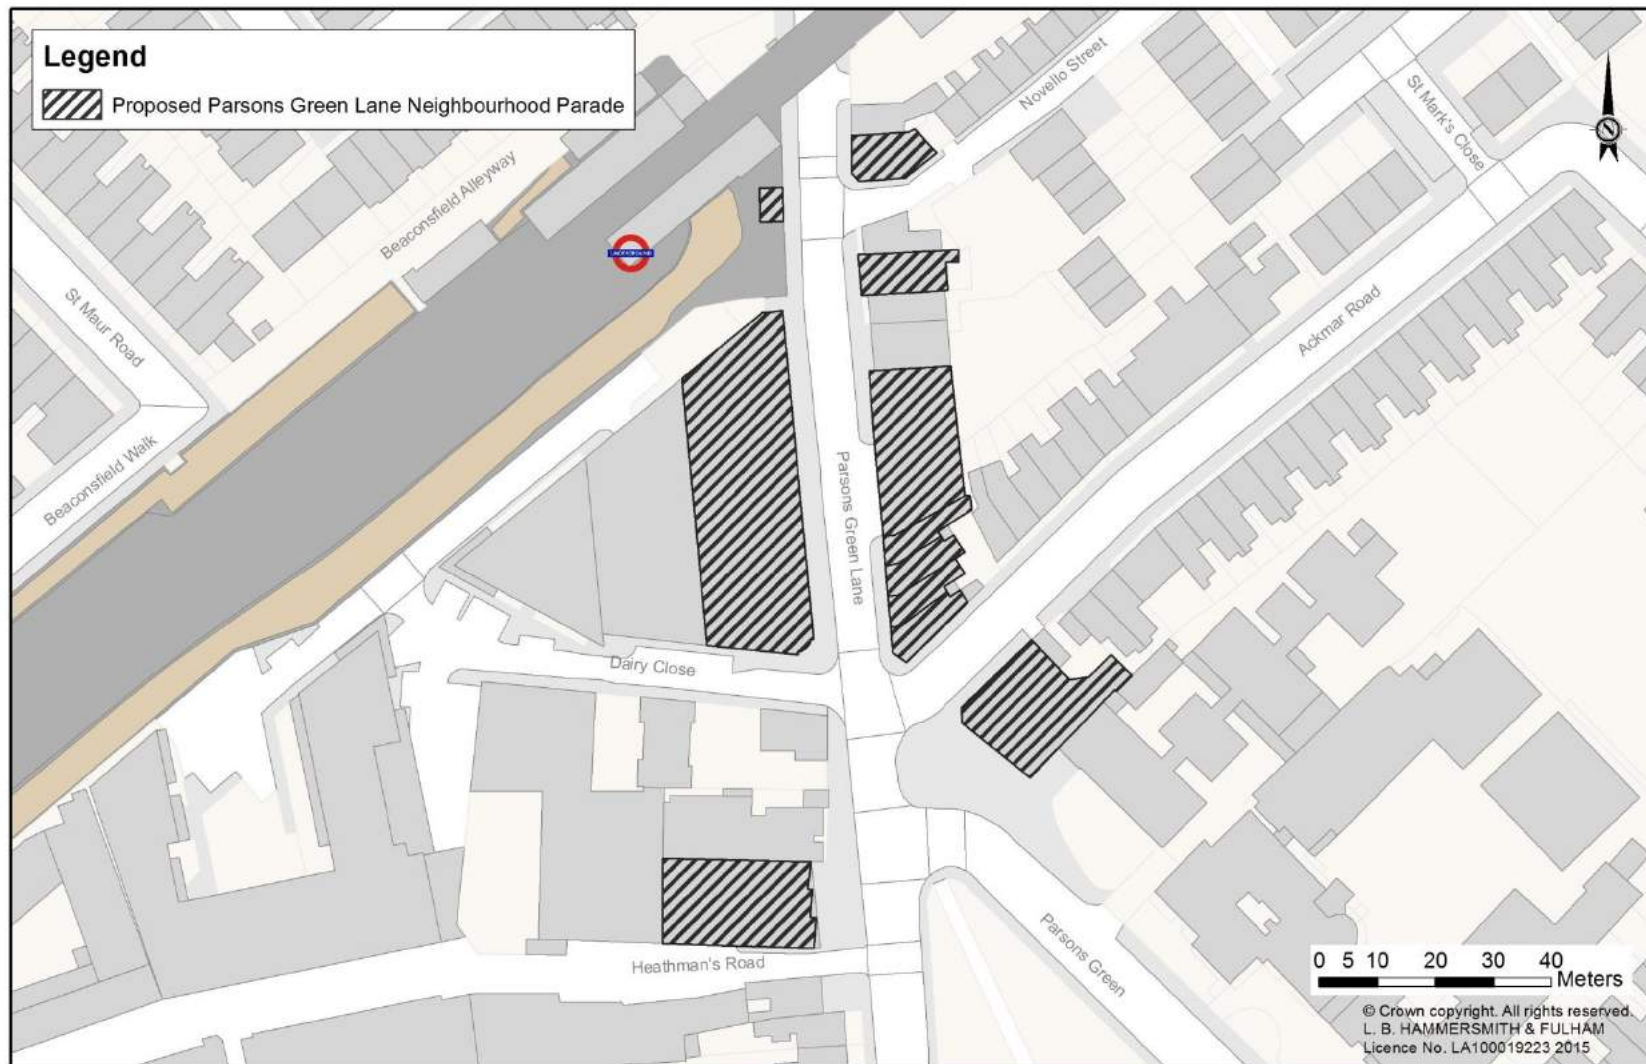 Legend
Proposed Parsons Green Lane Neighbourhood Parade
Novello Street
St Mark's Close
Beaconsfield Alleyway
UNDERGROUND
St Maur Road
Ackmar Road
Beaconsfield Walk
Parsons Green Lane
Dairy Close
Parsons Green
Heathman's Road
0 5 10 20 30 40
Meters
© Crown copyright. All rights reserved.
L. B. HAMMERSMITH & FULHAM
Licence No. LA100019223 2015